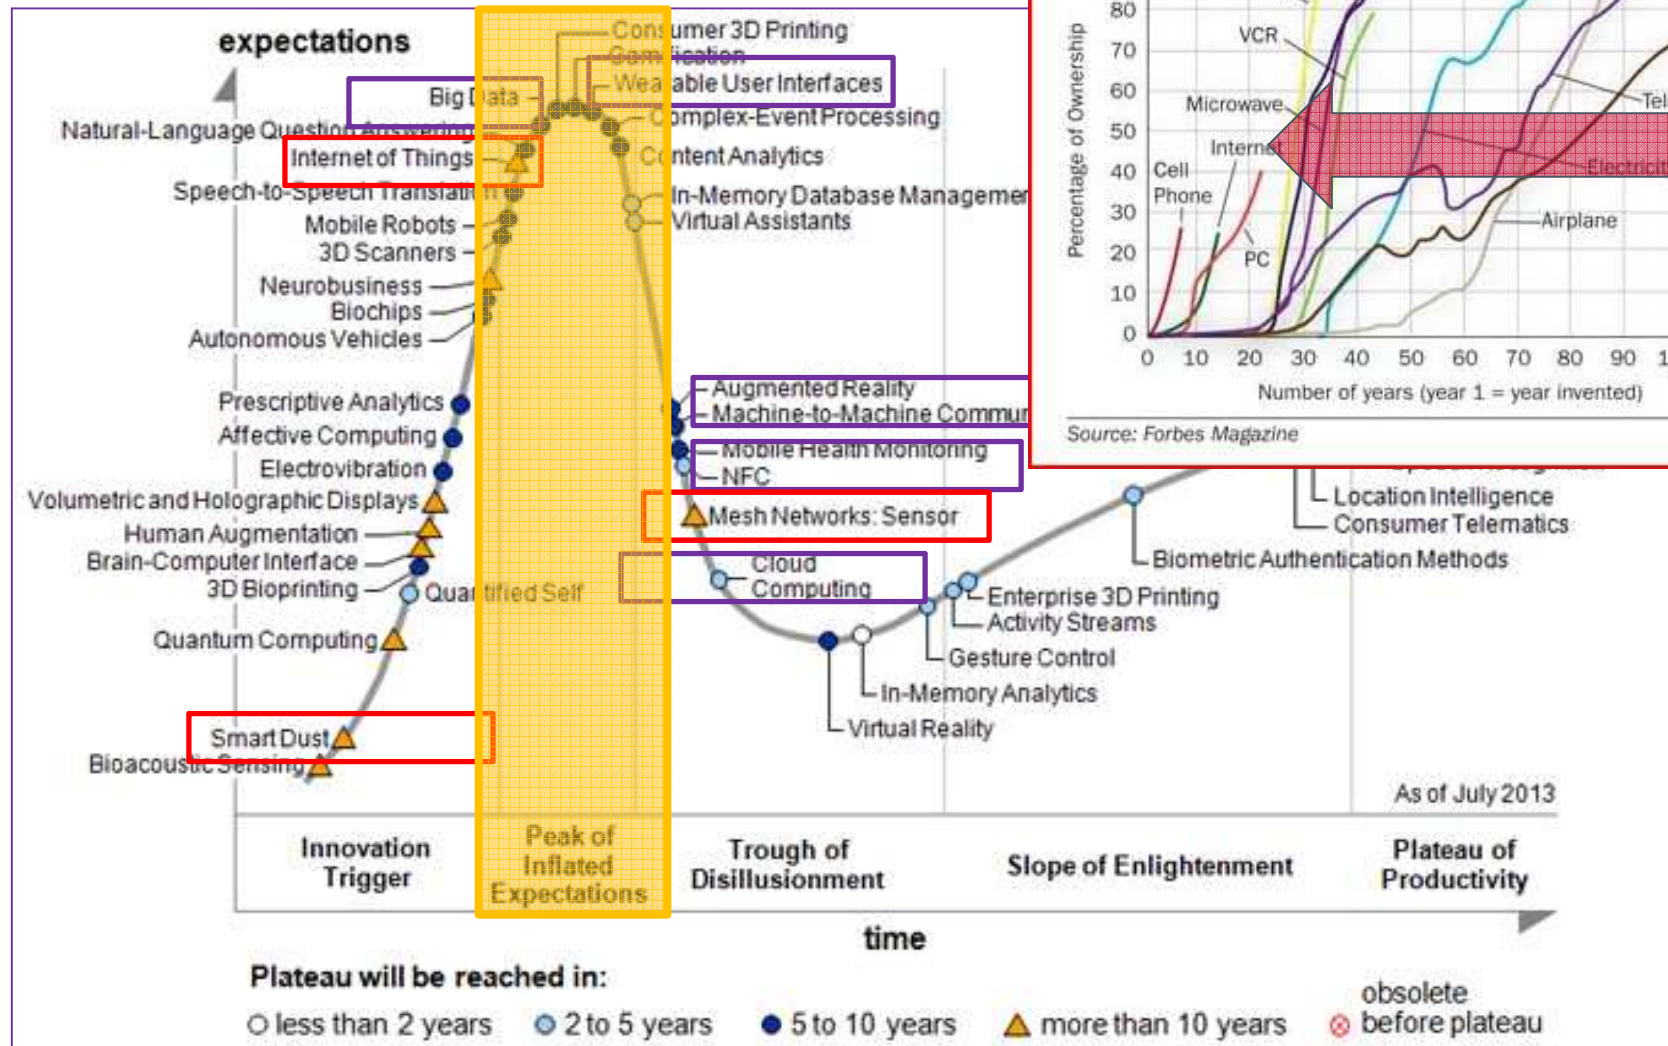 expectations
Consumer 3D Printing
Gamification
Wearable User Interfaces
Big Data
Complex-Event Processing
Natural-Language Question Answering
Internet of Things
Content Analytics
Speech-to-Speech Translation
In-Memory Database Managemen
Mobile Robots
Virtual Assistants
3D Scanners
Neurobusiness
Biochips
Autonomous Vehicles
Augmented Reality
Prescriptive Analytics
Machine-to-Machine Commun
Affective Computing
Mobile Health Monitoring
Electrovibration
NFC
Volumetric and Holographic Displays
Mesh Networks: Sensor
Human Augmentation
Brain-Computer Interface
Cloud
Computing
3D Bioprinting
Quantified Self
Enterprise 3D Printing
Activity Streams
Quantum Computing
Gesture Control
In-Memory Analytics
Virtual Reality
Smart Dust
Bioacoustic Sensing
Location Intelligence
Consumer Telematics
Biometric Authentication Methods
As of July 2013
Innovation
Trigger
Peak of
Inflated
Expectations
Trough of
Disillusionment
Slope of Enlightenment
Plateau of
Productivity
time
Plateau will be reached in:
less than 2 years
2 to 5 years
5 to 10 years
more than 10 years
obsolete
before plateau
Percentage of Ownership
80
70
60
50
40
30
20
10
0
VCR
Microwave
Internet
Cell
Phone
PC
Tel
Electricit
Airplane
0 10 20 30 40 50 60 70 80 90 1
Number of years (year 1 = year invented)
Source: Forbes Magazine